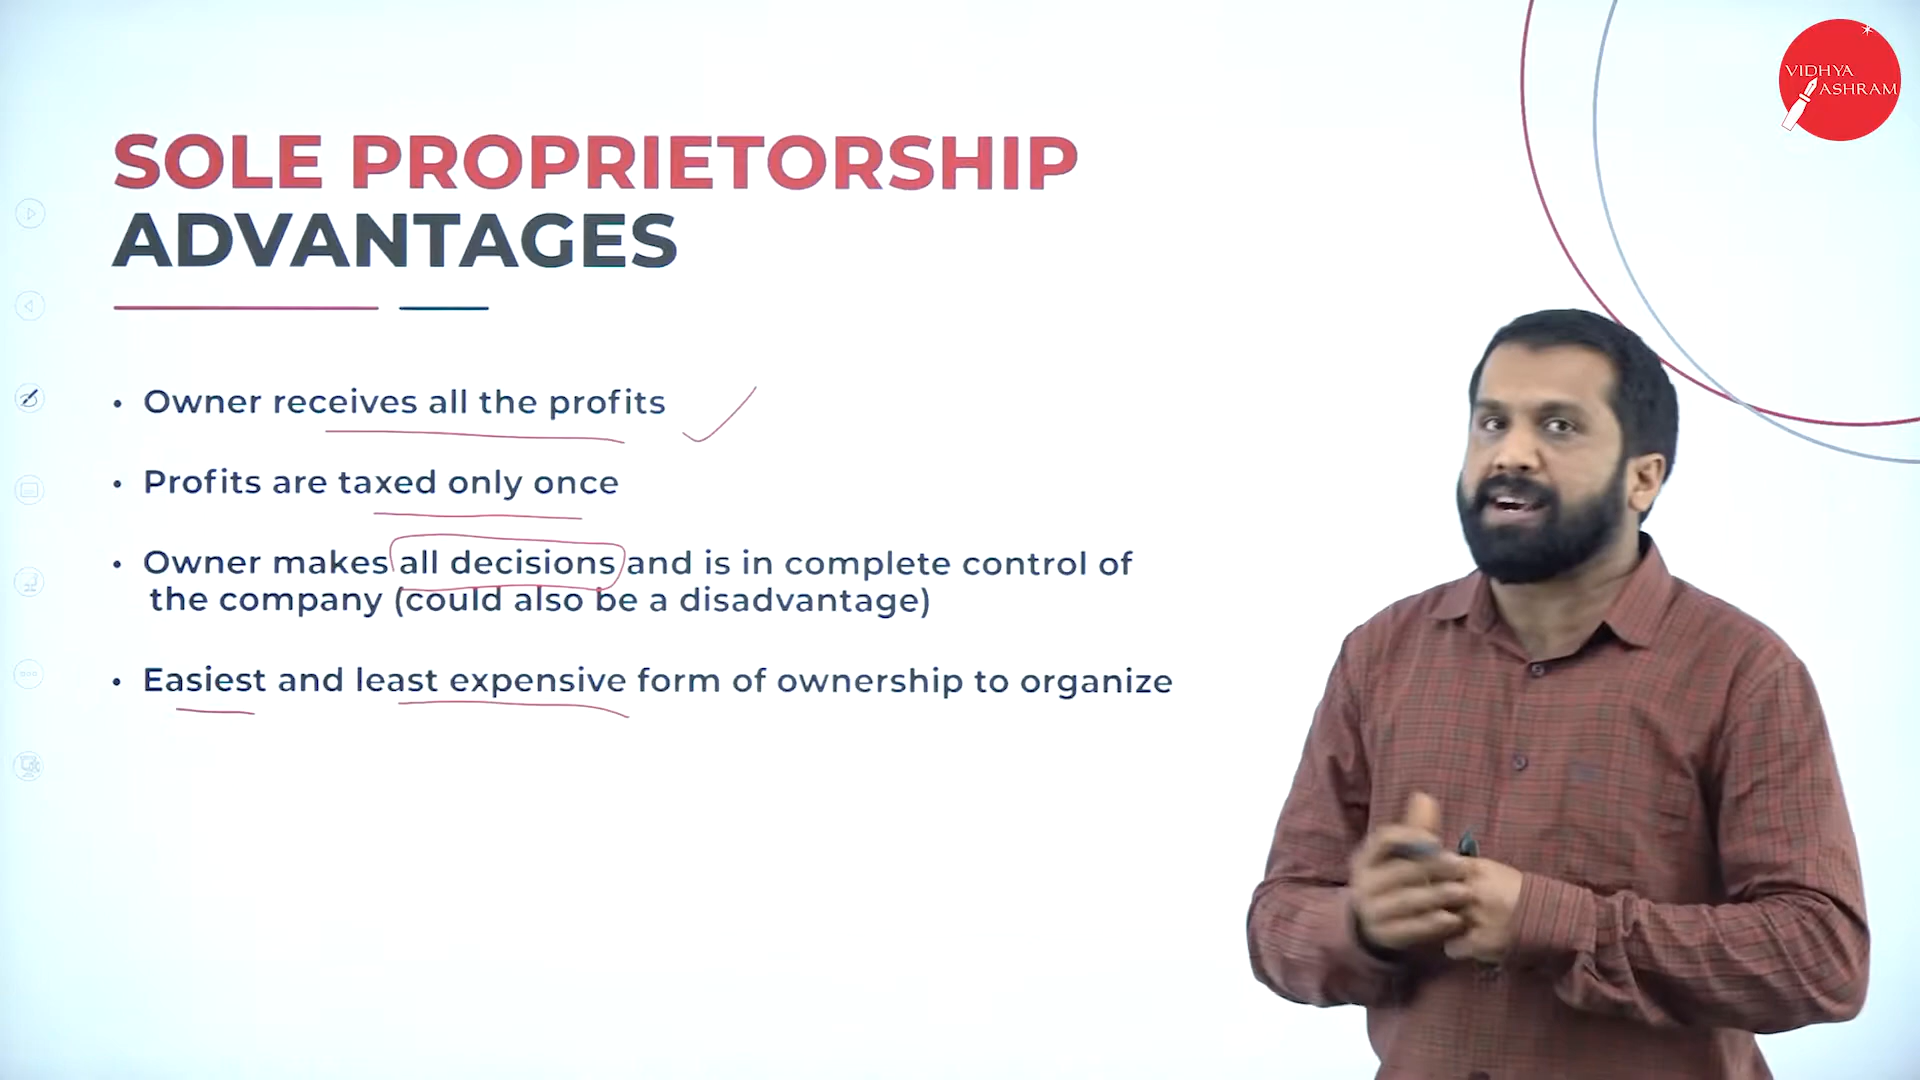 VIDHYA
ASHRAM
SOLE PROPRIETORSHIP
ADVANTAGES
• Owner receives all the profits
• Profits are taxed only once
• Owner makes all decisions and is in complete control of
the company (could also be a disadvantage)
• Easiest and least expensive form of ownership to organize